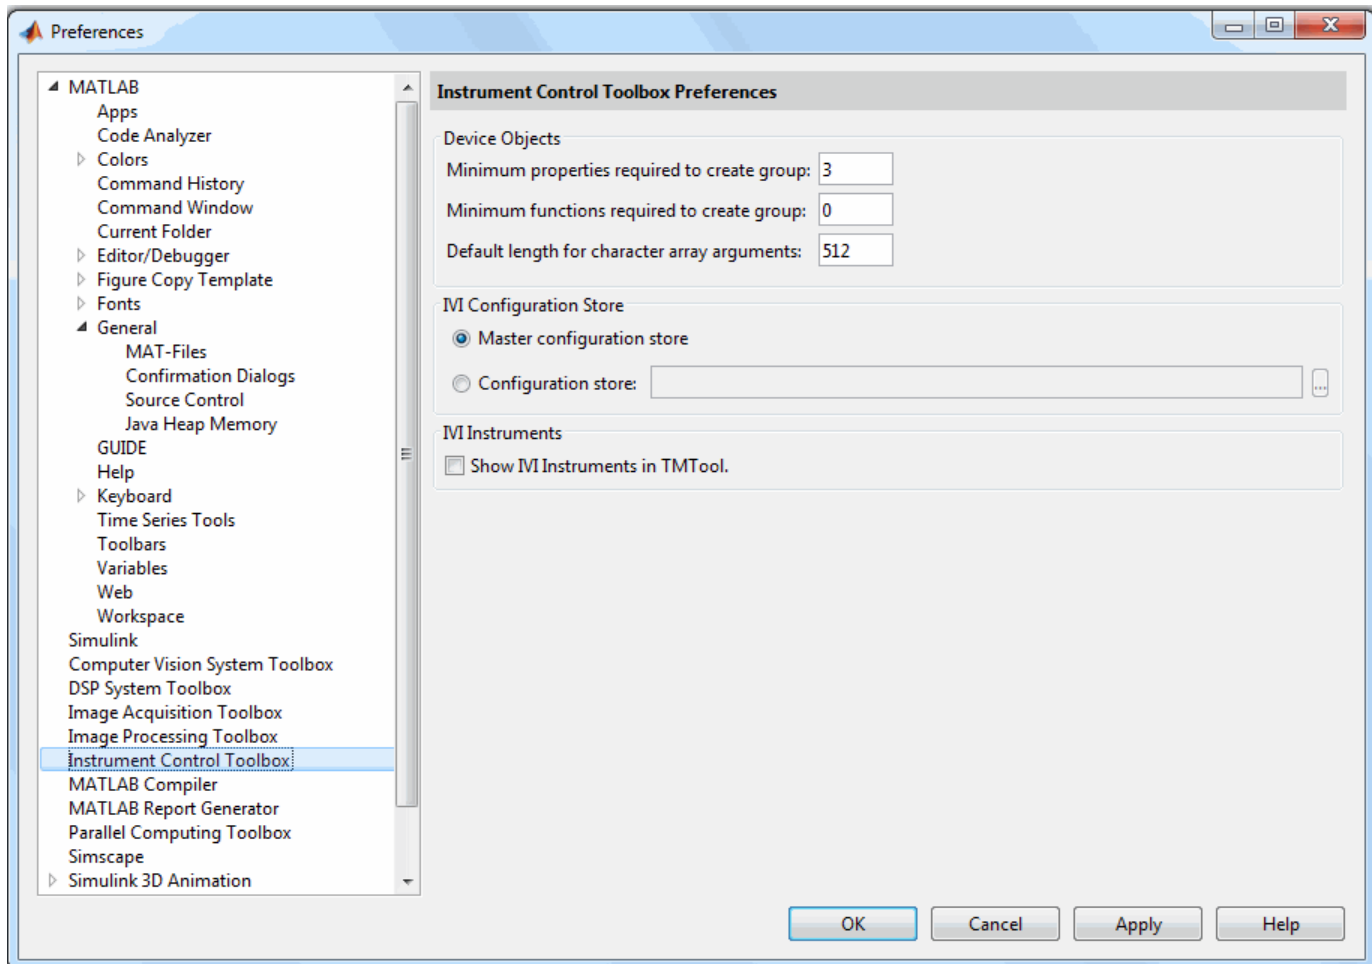 Preferences
MATLAB
Apps
Code Analyzer
Colors
Command History
Command Window
Current Folder
Editor/Debugger
Figure Copy Template
Fonts
General
MAT-Files
Confirmation Dialogs
Source Control
Java Heap Memory
GUIDE
Help
Keyboard
Time Series Tools
Toolbars
Variables
Web
Workspace
Simulink
Computer Vision System Toolbox
DSP System Toolbox
Image Acquisition Toolbox
Image Processing Toolbox
Instrument Control Toolbox
MATLAB Compiler
MATLAB Report Generator
Parallel Computing Toolbox
Simscape
Simulink 3D Animation
Instrument Control Toolbox Preferences
Device Objects
Minimum properties required to create group: 3
Minimum functions required to create group: 0
Default length for character array arguments: 512
IVI Configuration Store
Master configuration store
Configuration store: ...
IVI Instruments
Show IVI Instruments in TMTool.
OK Cancel Apply Help